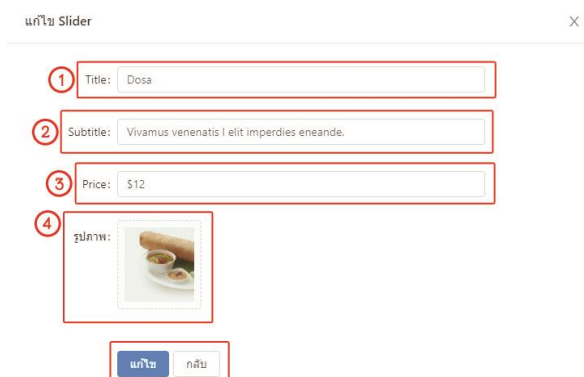 แก้ไข Slider X
1 Title: Dosa
2 Subtitle: Vivamus venenatis l elit imperdies eneande.
3 Price: $12
4 รูปภาพ:
แก้ไข กลับ